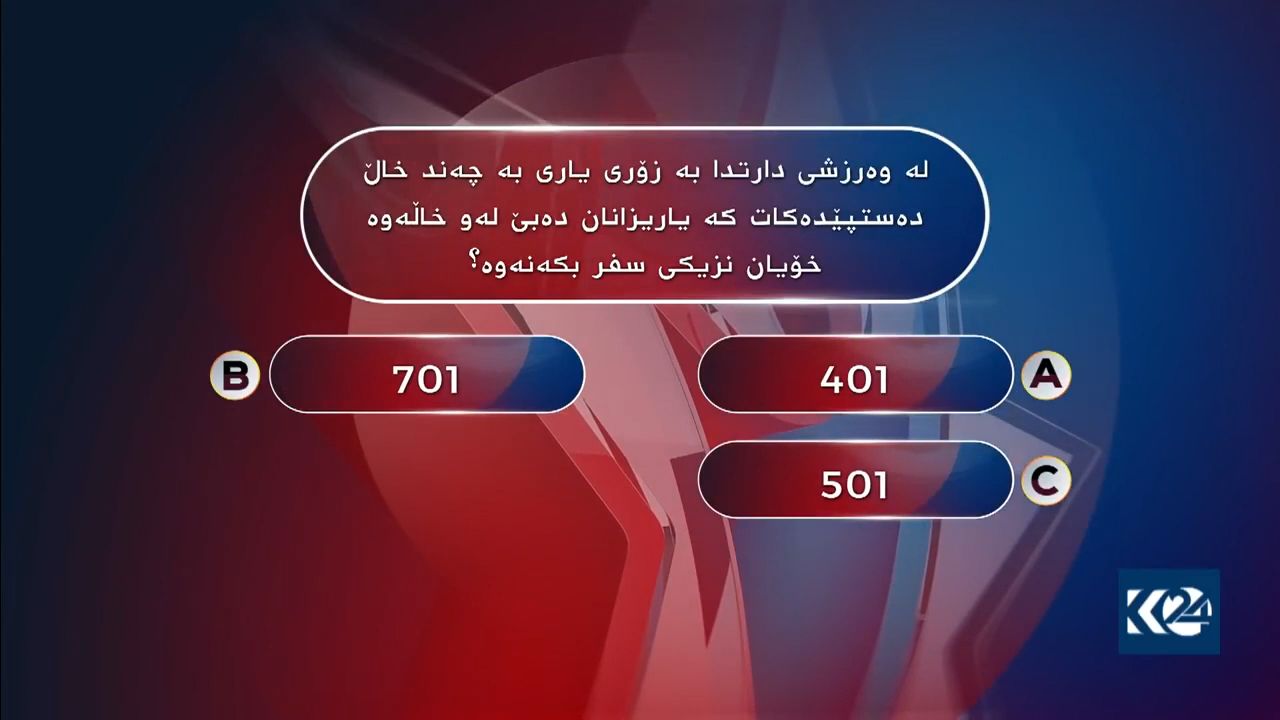 لە وەرزشی دارتدا بە زۆری یاری بە چەند خاڵ
دەستپێدەکات کە یاریزانان دەبێ لەو خاڵەوە
خۆیان نزیکی سفر بکەنەوە؟
401 A
701 B
501 C
K24